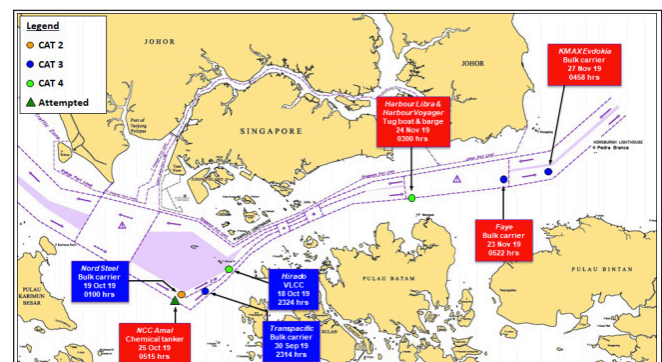 Legend
CAT 2
CAT 3
CAT 4
Attempted
JOHOR
JOHOR
SINGAPORE
Port of
Tanjung
Pelepas
KMAX Evdokia
Bulk carrier
27 Nov 19
0458 hrs
Harbour Libra &
Harbour Voyager
Tug boat & barge
24 Nov 19
0300 hrs
HORSBURGH LIGHTHOUSE
Pedra Branca
Faye
Bulk carrier
23 Nov 19
0522 hrs
Nord Steel
Bulk carrier
19 Oct 19
0100 hrs
Hirado
VLCC
18 Oct 19
2324 hrs
PULAU BATAM
PULAU BINTAN
PULAU
KARIMUN
BESAR
NCC Amal
Chemical tanker
25 Oct 19
0515 hrs
Transpacific
Bulk carrier
30 Sep 19
2314 hrs